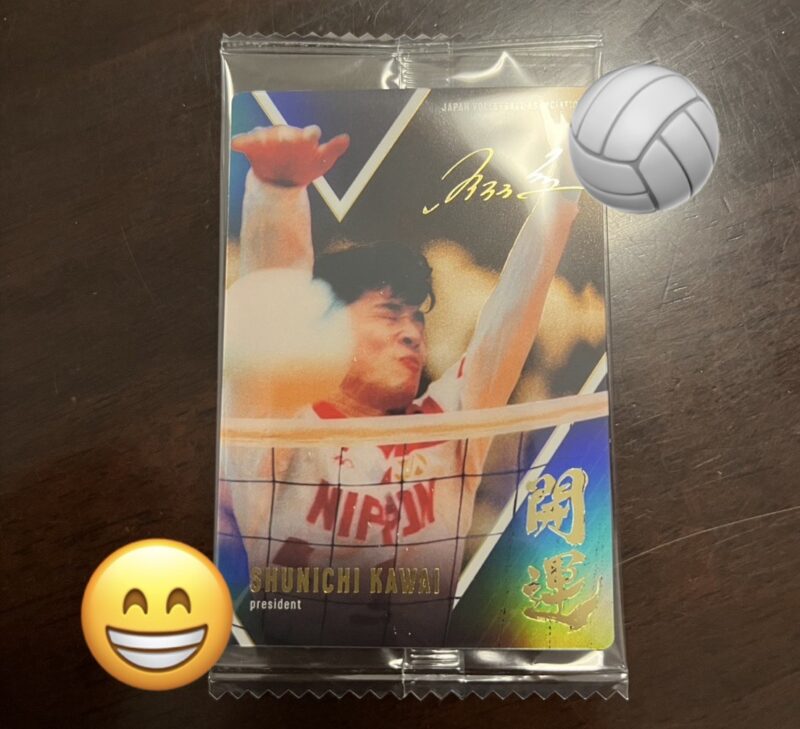 JAPAN VOLLEYBALL ASSOCIATION
NIPPON
開運
SHUNICHI KAWAI
president